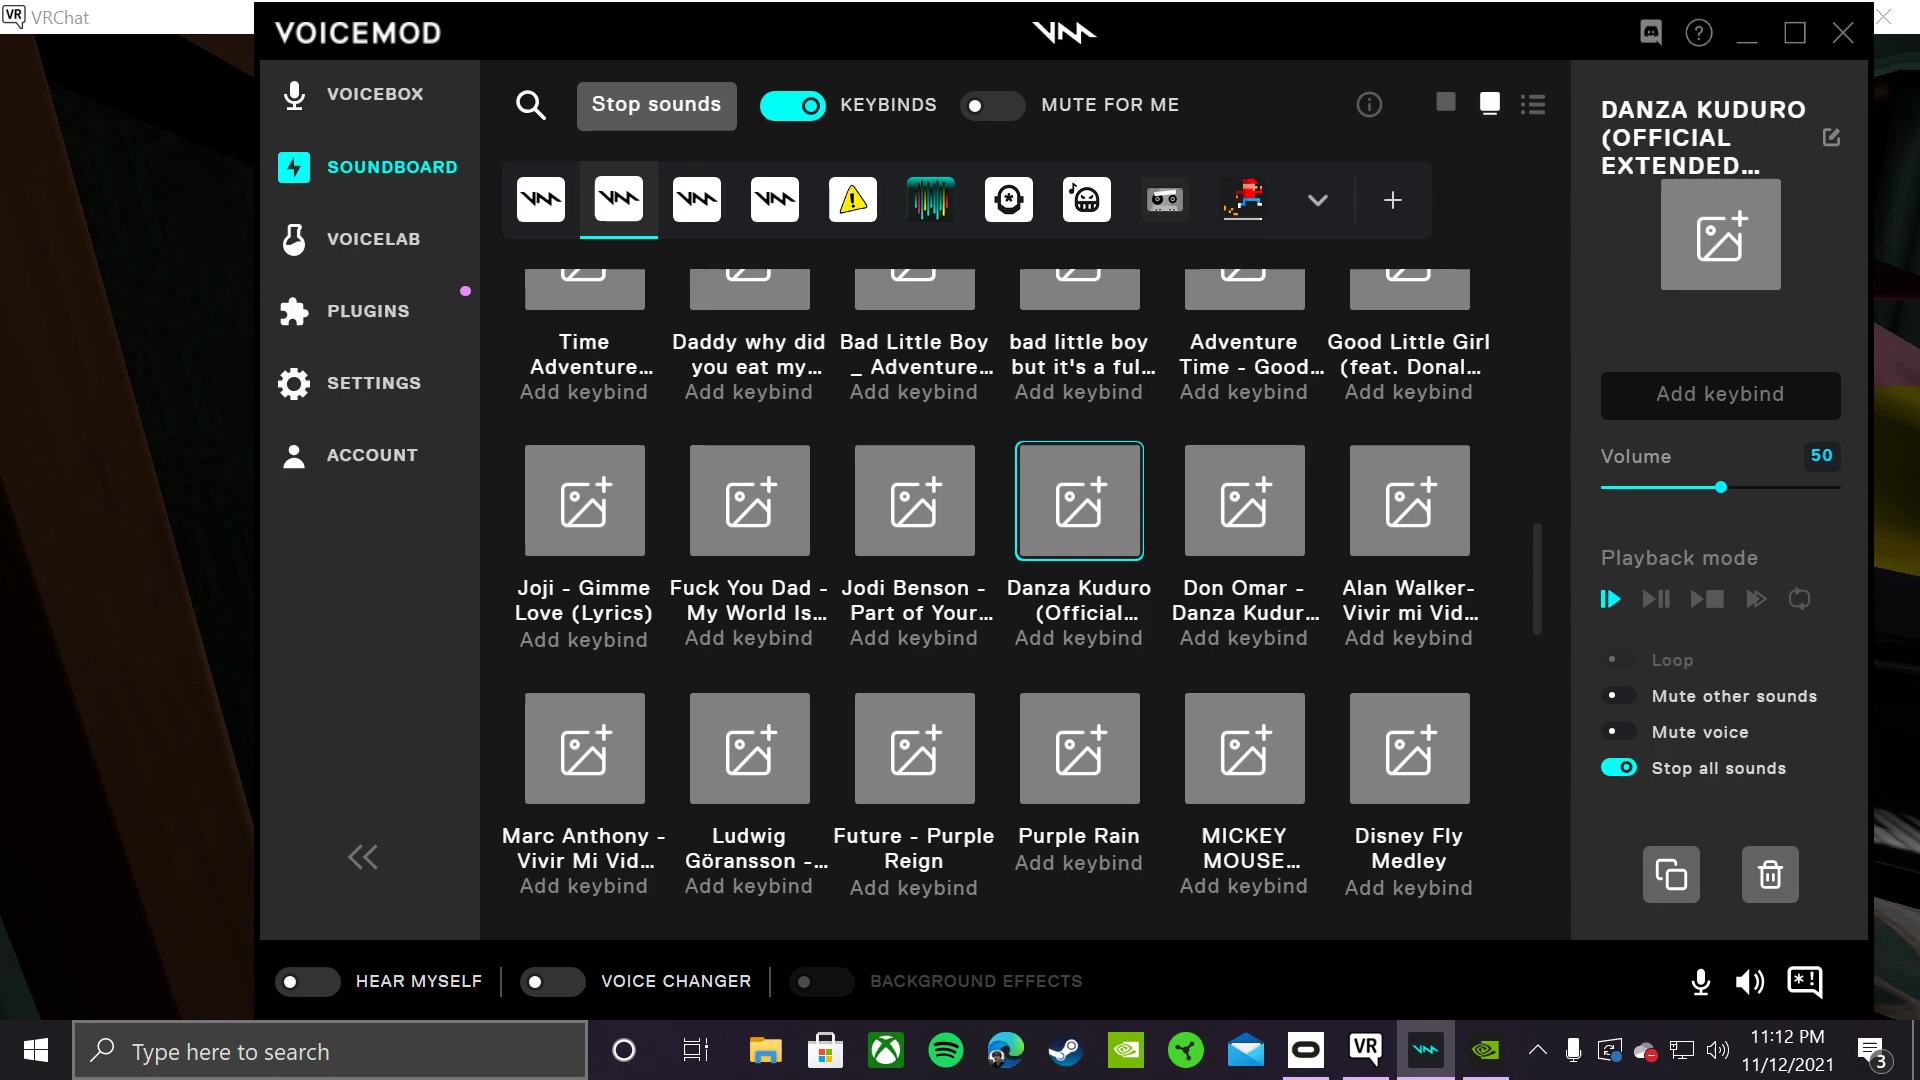 VRChat
VOICEMOD
VOICEBOX
SOUNDBOARD
VOICELAB
PLUGINS
SETTINGS
ACCOUNT
Stop sounds
KEYBINDS
MUTE FOR ME
Time
Adventure...
Add keybind
Daddy why did
you eat my...
Add keybind
Bad Little Boy
_ Adventure...
Add keybind
bad little boy
but it's a ful...
Add keybind
Adventure
Time - Good...
Add keybind
Good Little Girl
(feat. Donal...
Add keybind
Joji - Gimme
Love (Lyrics)
Add keybind
Fuck You Dad -
My World Is...
Add keybind
Jodi Benson -
Part of Your...
Add keybind
Danza Kuduro
(Official...
Add keybind
Don Omar -
Danza Kudur...
Add keybind
Alan Walker-
Vivir mi Vid...
Add keybind
Marc Anthony -
Vivir Mi Vid...
Add keybind
Ludwig
Göransson -...
Add keybind
Future - Purple
Reign
Add keybind
Purple Rain
Add keybind
MICKEY
MOUSE...
Add keybind
Disney Fly
Medley
Add keybind
DANZA KUDURO
(OFFICIAL
EXTENDED...
Add keybind
Volume
50
Playback mode
Loop
Mute other sounds
Mute voice
Stop all sounds
HEAR MYSELF
VOICE CHANGER
BACKGROUND EFFECTS
Type here to search
VR
11:12 PM
11/12/2021
3